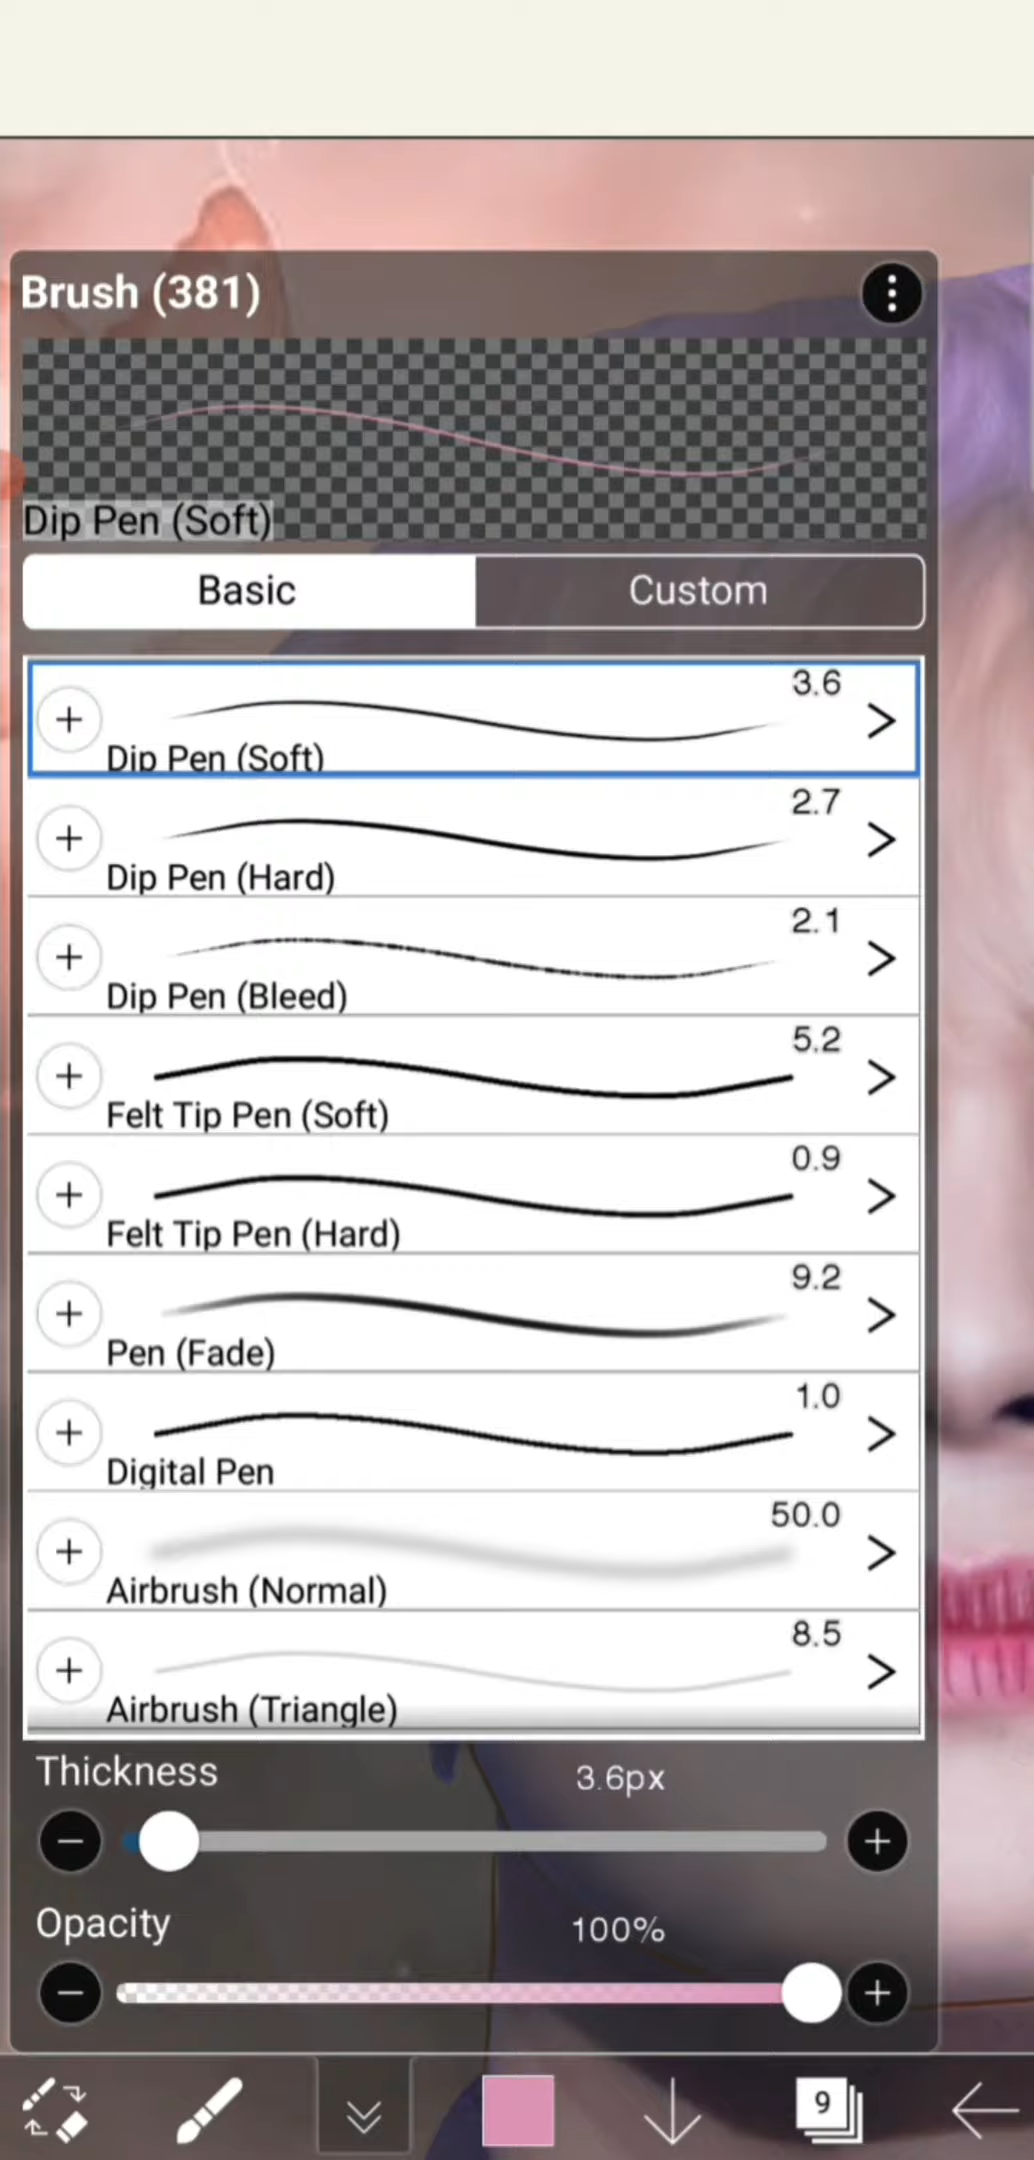 Brush (381)
Dip Pen (Soft)
Basic Custom
3.6
Dip Pen (Soft)
2.7
Dip Pen (Hard)
2.1
Dip Pen (Bleed)
5.2
Felt Tip Pen (Soft)
0.9
Felt Tip Pen (Hard)
9.2
Pen (Fade)
1.0
Digital Pen
50.0
Airbrush (Normal)
8.5
Airbrush (Triangle)
Thickness 3.6px
Opacity 100%
9